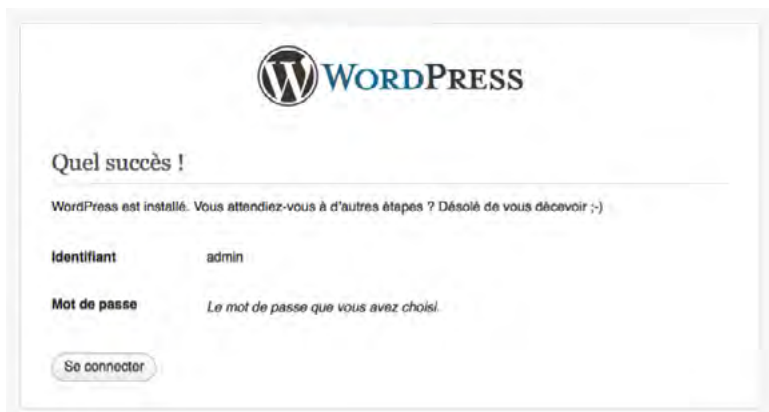 WORDPRESS
Quel succès !
WordPress est installé. Vous attendiez-vous à d'autres étapes ? Désolé de vous décevoir ;-)
Identifiant admin
Mot de passe Le mot de passe que vous avez choisi.
Se connecter